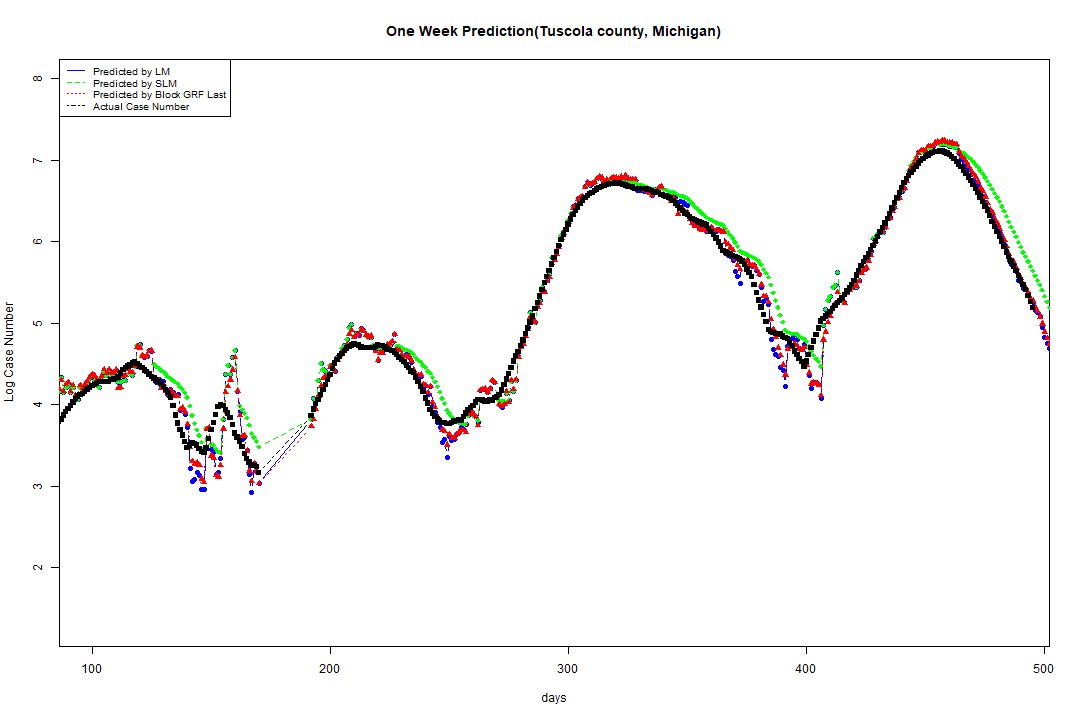 One Week Prediction(Tuscola county, Michigan)
Predicted by LM
Predicted by SLM
Predicted by Block GRF Last
Actual Case Number
8
7
6
5
4
3
2
Log Case Number
100 200 300 400 500
days